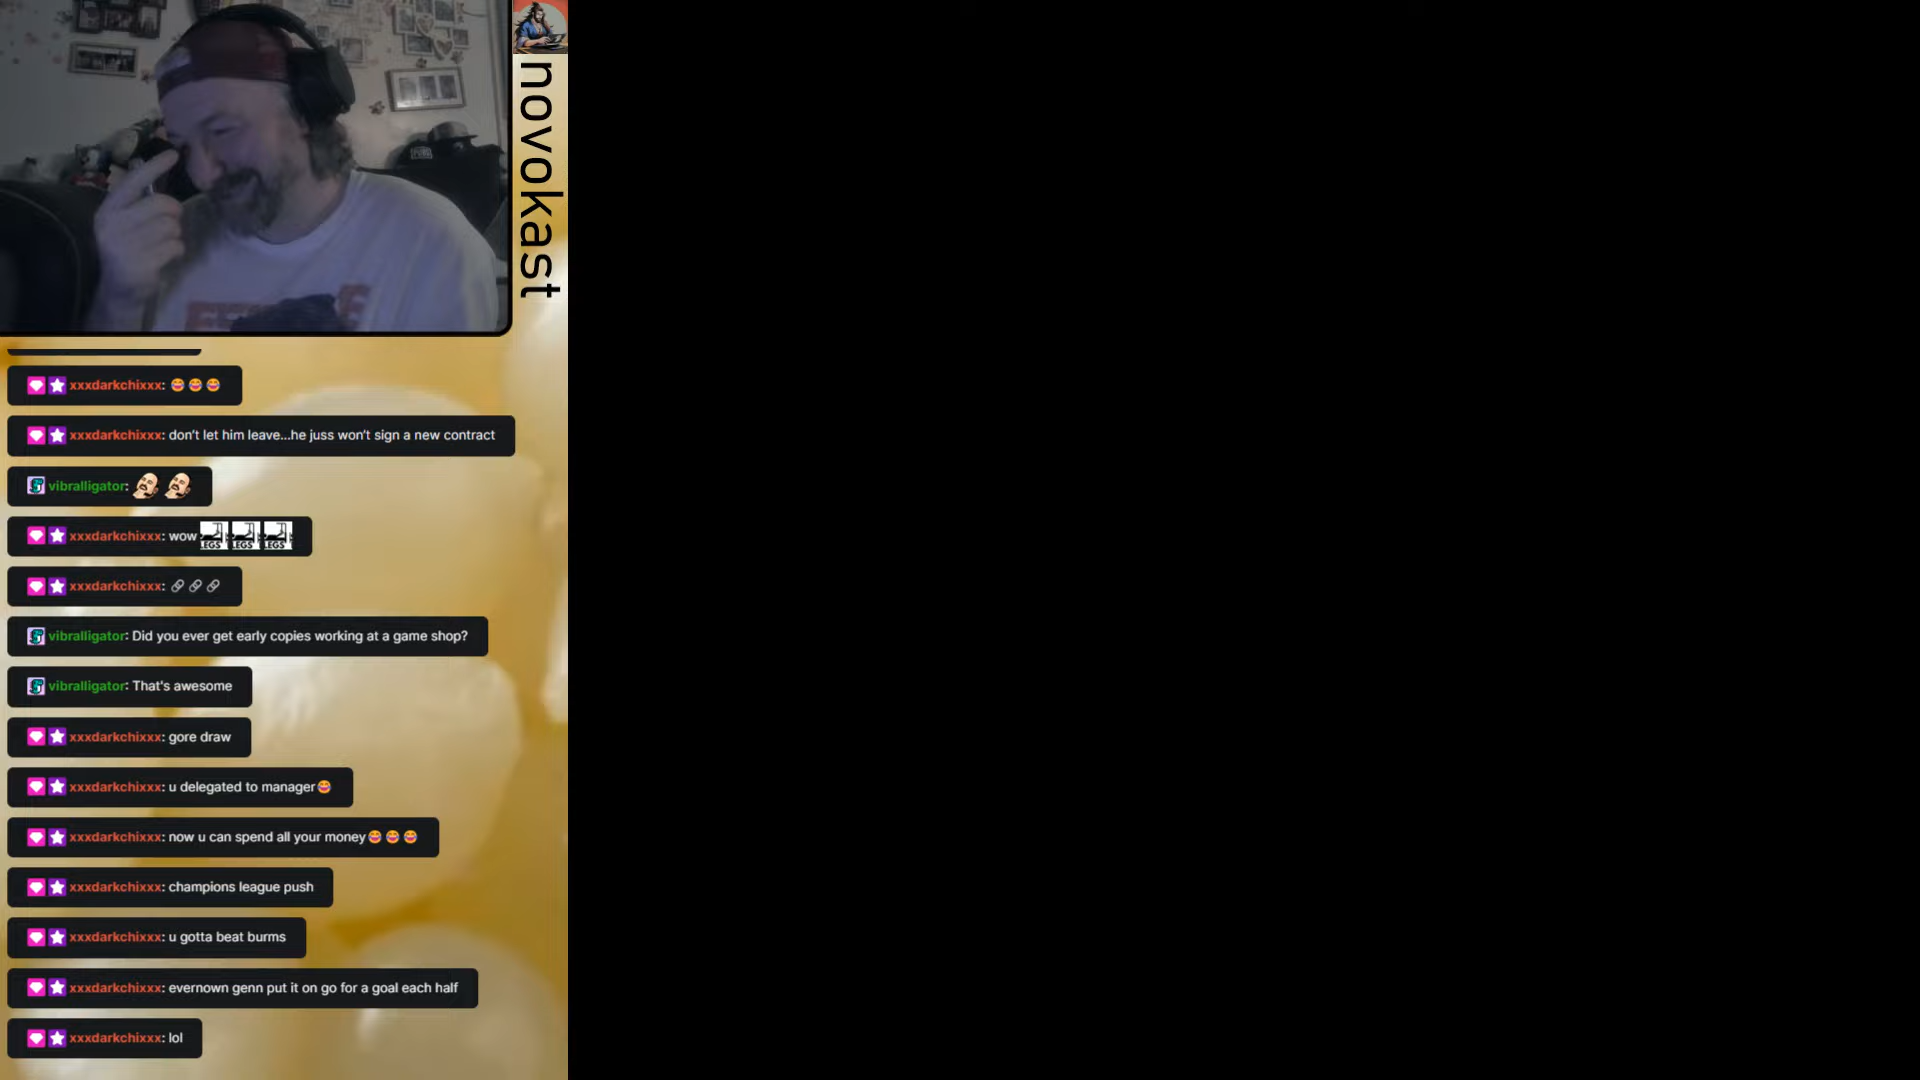 novokast
xxxdarkchixxx: 😂😂😂
xxxdarkchixxx: don't let him leave...he juss won't sign a new contract
vibralligator:
xxxdarkchixxx: wow LEGS LEGS LEGS
xxxdarkchixxx: 🔗🔗🔗
vibralligator: Did you ever get early copies working at a game shop?
vibralligator: That's awesome
xxxdarkchixxx: gore draw
xxxdarkchixxx: u delegated to manager😂
xxxdarkchixxx: now u can spend all your money😂😂😂
xxxdarkchixxx: champions league push
xxxdarkchixxx: u gotta beat burms
xxxdarkchixxx: evernown genn put it on go for a goal each half
xxxdarkchixxx: lol